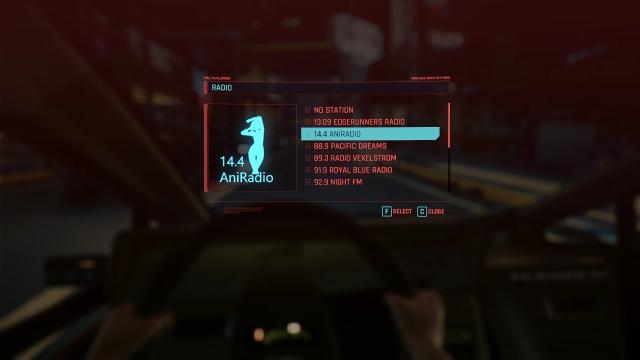 RADIO
14.4
AniRadio
NO STATION
13.09 EDGERUNNERS RADIO
14.4 ANIRADIO
88.9 PACIFIC DREAMS
89.3 RADIO VEXELSTROM
91.9 ROYAL BLUE RADIO
92.9 NIGHT FM
F SELECT C CLOSE